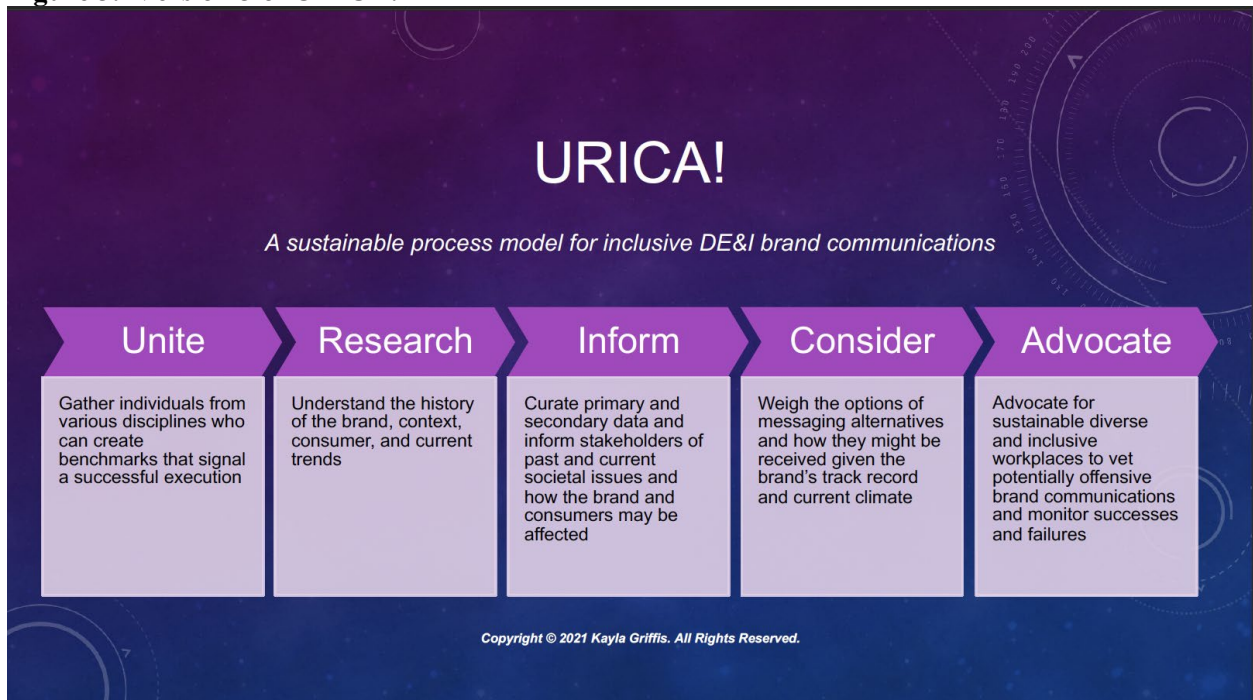 URICA!
A sustainable process model for inclusive DE&I brand communications
Unite
Gather individuals from
various disciplines who
can create
benchmarks that signal
a successful execution
Research
Understand the history
of the brand, context,
consumer, and current
trends
Inform
Curate primary and
secondary data and
inform stakeholders of
past and current
societal issues and
how the brand and
consumers may be
affected
Consider
Weigh the options of
messaging alternatives
and how they might be
received given the
brand's track record
and current climate
Advocate
Advocate for
sustainable diverse
and inclusive
workplaces to vet
potentially offensive
brand communications
and monitor successes
and failures
Copyright © 2021 Kayla Griffis. All Rights Reserved.